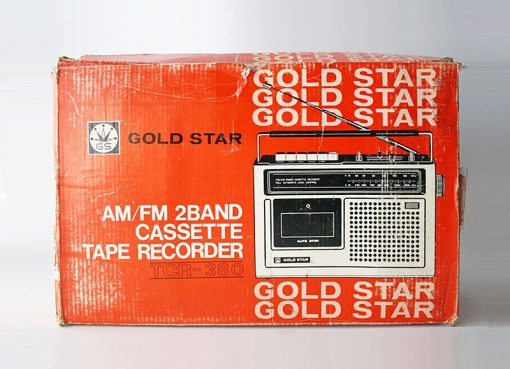 GOLD STAR
GOLD STAR
GOLD STAR
GS
GOLD STAR
AM/FM 2BAND
CASSETTE
TAPE RECORDER
TCR-380
AUTO STOP
GOLD STAR
GOLD STAR
GOLD STAR